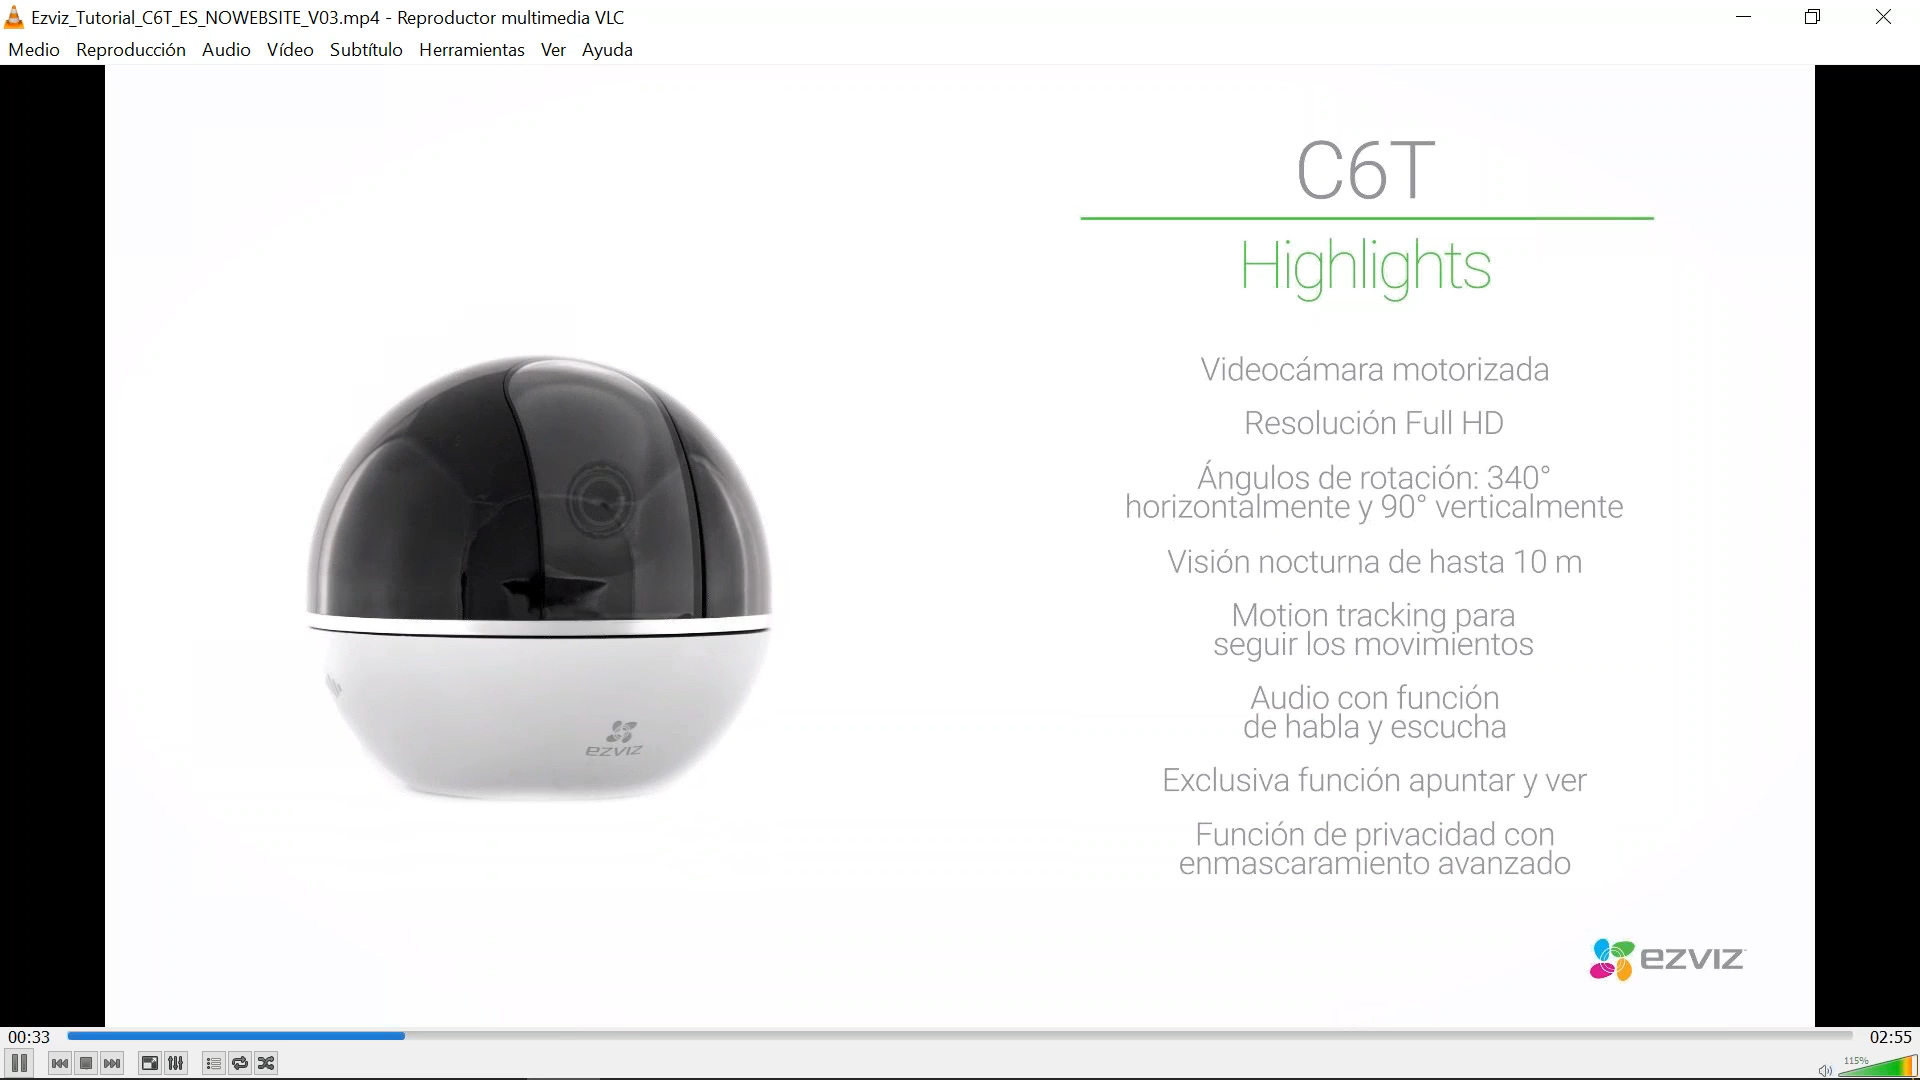 Ezviz_Tutorial_C6T_ES_NOWEBSITE_V03.mp4 - Reproductor multimedia VLC
Medio Reproducción Audio Vídeo Subtítulo Herramientas Ver Ayuda
C6T
Highlights
Videocámara motorizada
Resolución Full HD
Ángulos de rotación: 340°
horizontalmente y 90° verticalmente
Visión nocturna de hasta 10 m
Motion tracking para
seguir los movimientos
Audio con función
de habla y escucha
Exclusiva función apuntar y ver
Función de privacidad con
enmascaramiento avanzado
ezviz
ezviz
00:33
02:55
115%